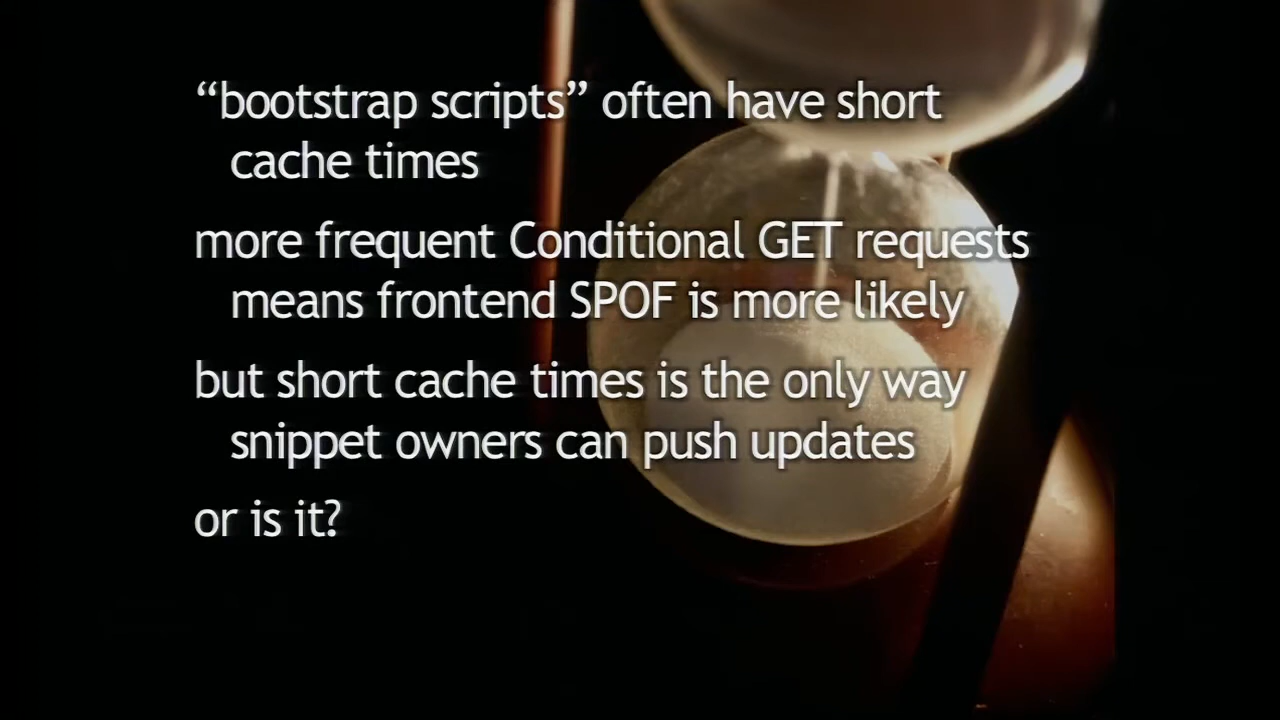 “bootstrap scripts” often have short
cache times
more frequent Conditional GET requests
means frontend SPOF is more likely
but short cache times is the only way
snippet owners can push updates
or is it?